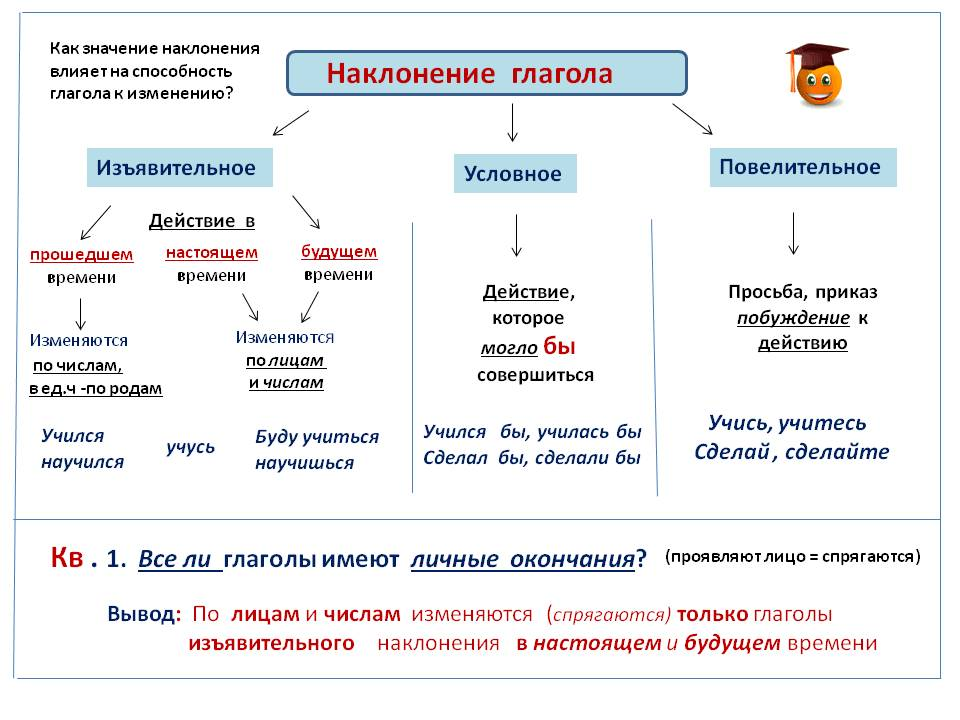 Как значение наклонения
влияет на способность
глагола к изменению?
Наклонение глагола
Изъявительное
Действие в
прошедшем
времени
настоящем
времени
будущем
времени
Изменяются
по числам,
в ед.ч -по родам
Изменяются
по лицам
и числам
Учился
научился
учусь
Буду учиться
научишься
Условное
Действие,
которое
могло бы
совершиться
Учился бы, училась бы
Сделал бы, сделали бы
Повелительное
Просьба, приказ
побуждение к
действию
Учись, учитесь
Сделай , сделайте
Кв . 1. Все ли глаголы имеют личные окончания? (проявляют лицо = спрягаются)
Вывод: По лицам и числам изменяются (спрягаются) только глаголы
изъявительного наклонения в настоящем и будущем времени